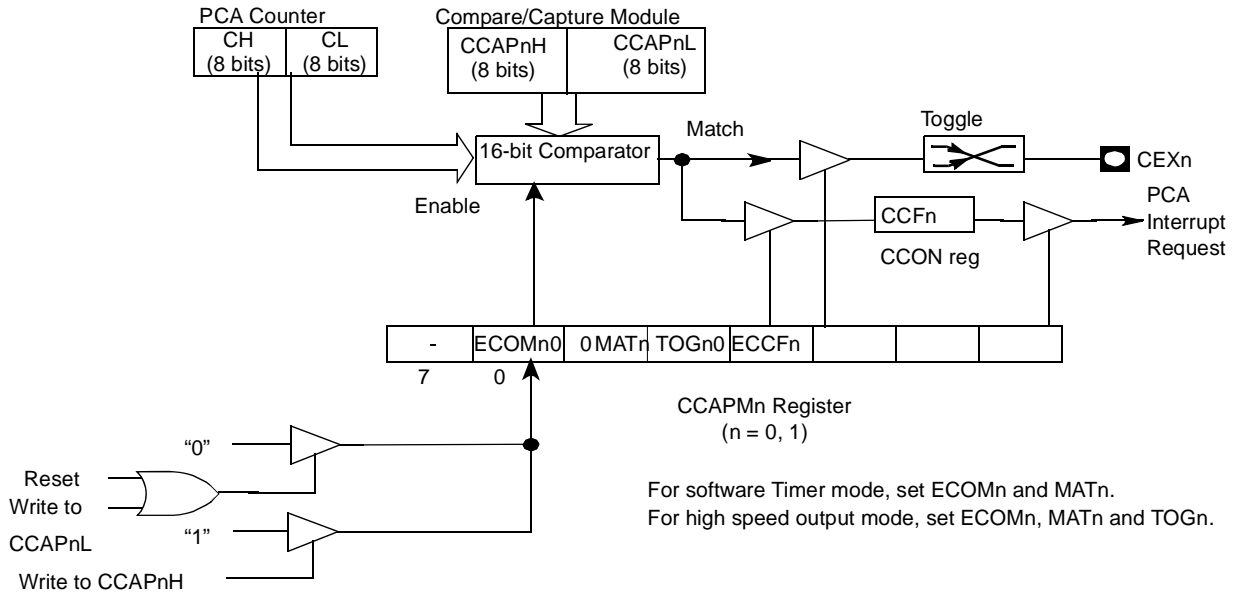 PCA Counter
CH
(8 bits)
CL
(8 bits)
Compare/Capture Module
CCAPnH
(8 bits)
CCAPnL
(8 bits)
16-bit Comparator
Match
Toggle
CEXn
Enable
CCFn
CCON reg
PCA
Interrupt
Request
- ECOMn0 0 MATn TOGn0 ECCFn
7 0
CCAPMn Register
(n = 0, 1)
“0”
Reset
Write to
CCAPnL
“1”
Write to CCAPnH
For software Timer mode, set ECOMn and MATn.
For high speed output mode, set ECOMn, MATn and TOGn.